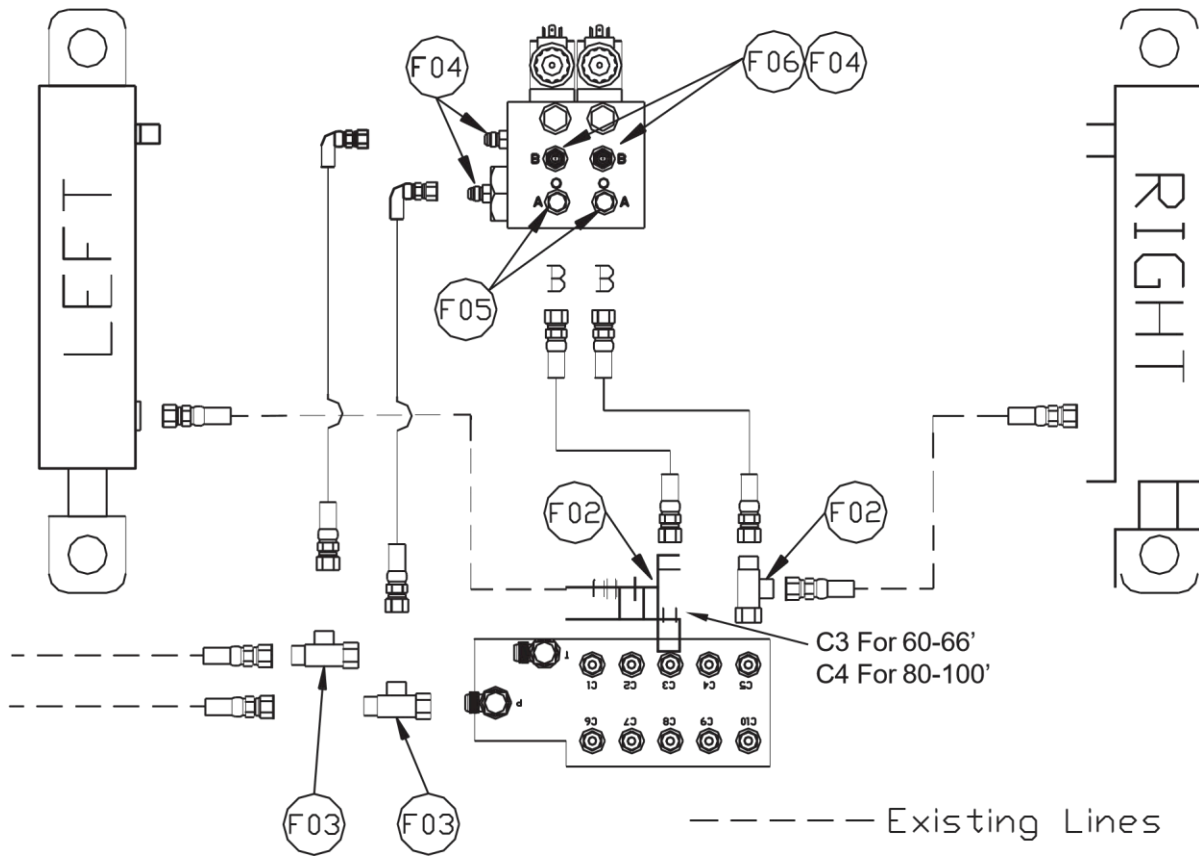 F04
F06 F04
B B
A A
LEFT
RIGHT
F05
B B
F02
F02
C3 For 60-66'
C4 For 80-100'
T
C1 C2 C3 C4 C5
P
C6 C7 C8 C9 C10
F03
F03
Existing Lines